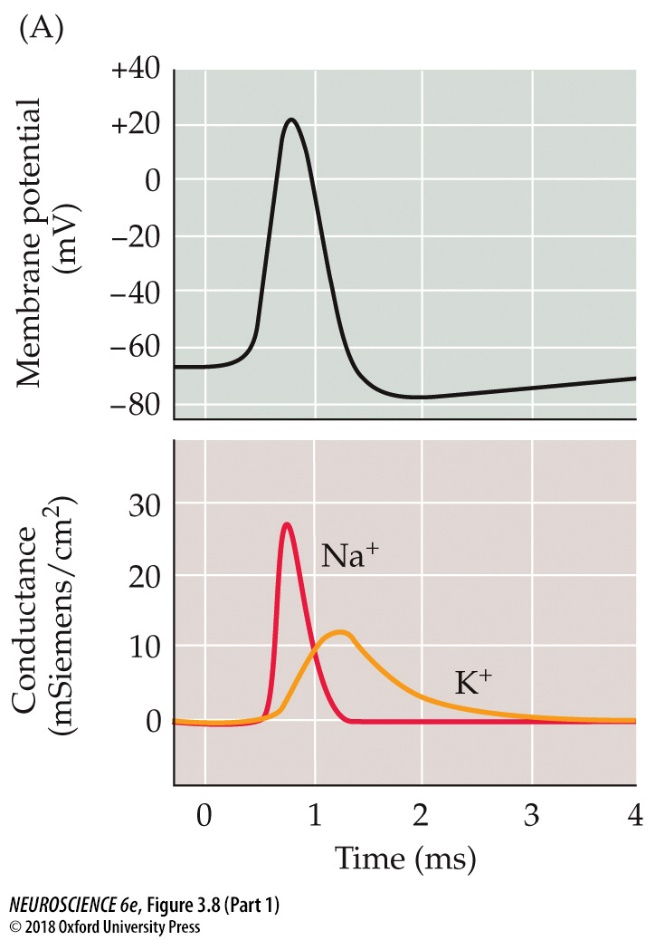 (A)
Membrane potential
(mV)
+40
+20
0
–20
–40
–60
–80
Conductance
(mSiemens/cm²)
30
20
10
0
Na⁺
K⁺
0 1 2 3 4
Time (ms)
NEUROSCIENCE 6e, Figure 3.8 (Part 1)
© 2018 Oxford University Press